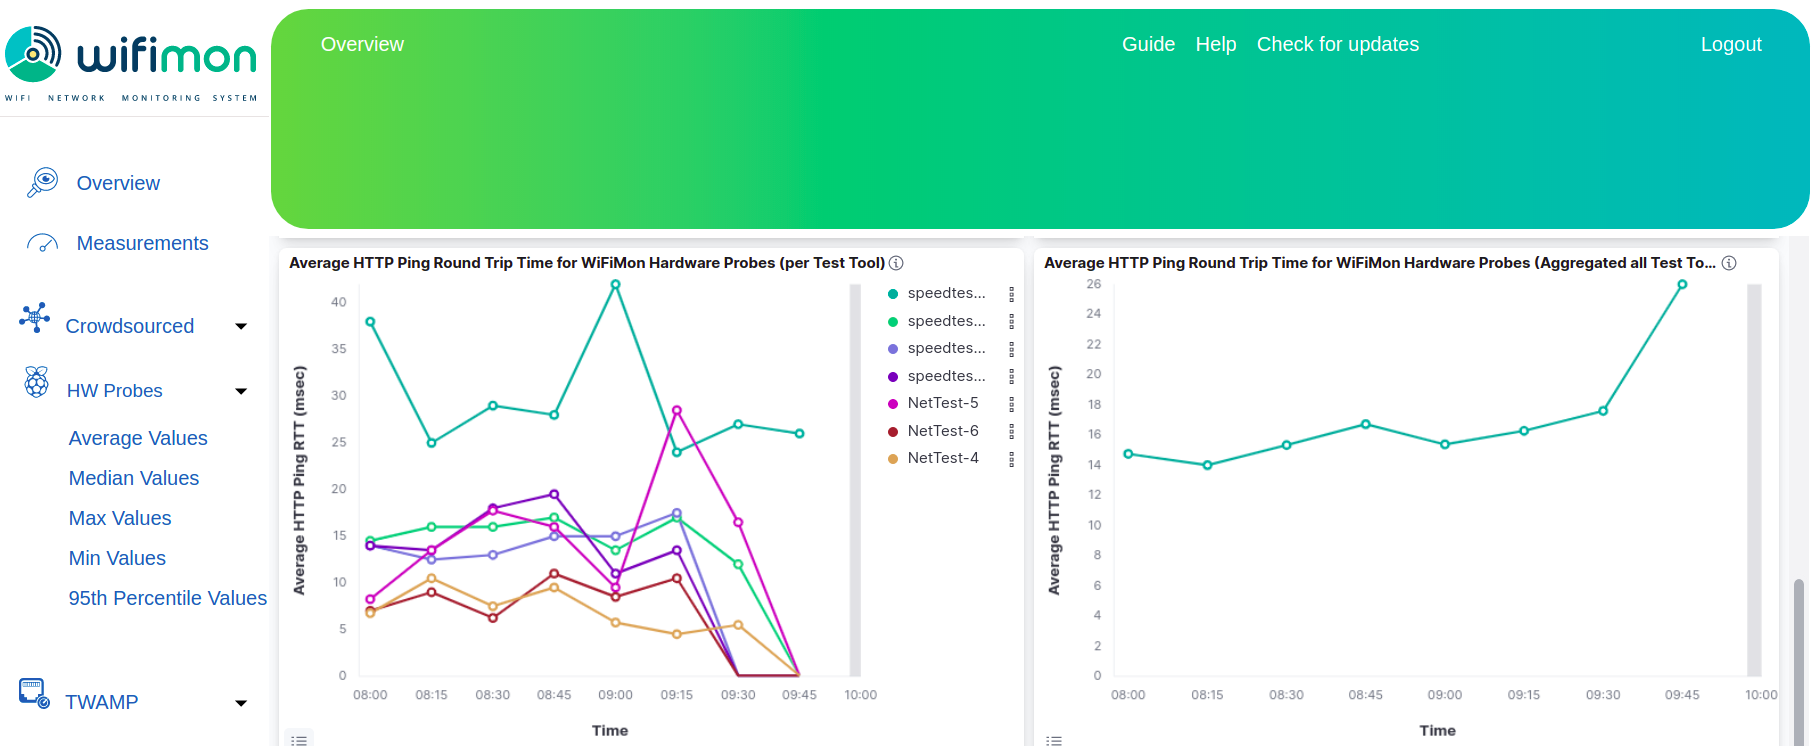 wifimon
WIFI NETWORK MONITORING SYSTEM
Overview
Guide Help Check for updates Logout
Overview
Measurements
Crowdsourced
HW Probes
Average Values
Median Values
Max Values
Min Values
95th Percentile Values
TWAMP
Average HTTP Ping Round Trip Time for WiFiMon Hardware Probes (per Test Tool)
Average HTTP Ping RTT (msec)
40
35
30
25
20
15
10
5
0
08:00 08:15 08:30 08:45 09:00 09:15 09:30 09:45 10:00
Time
speedtes...
speedtes...
speedtes...
speedtes...
NetTest-5
NetTest-6
NetTest-4
Average HTTP Ping Round Trip Time for WiFiMon Hardware Probes (Aggregated all Test To...
Average HTTP Ping RTT (msec)
26
24
22
20
18
16
14
12
10
8
6
4
2
0
08:00 08:15 08:30 08:45 09:00 09:15 09:30 09:45 10:00
Time